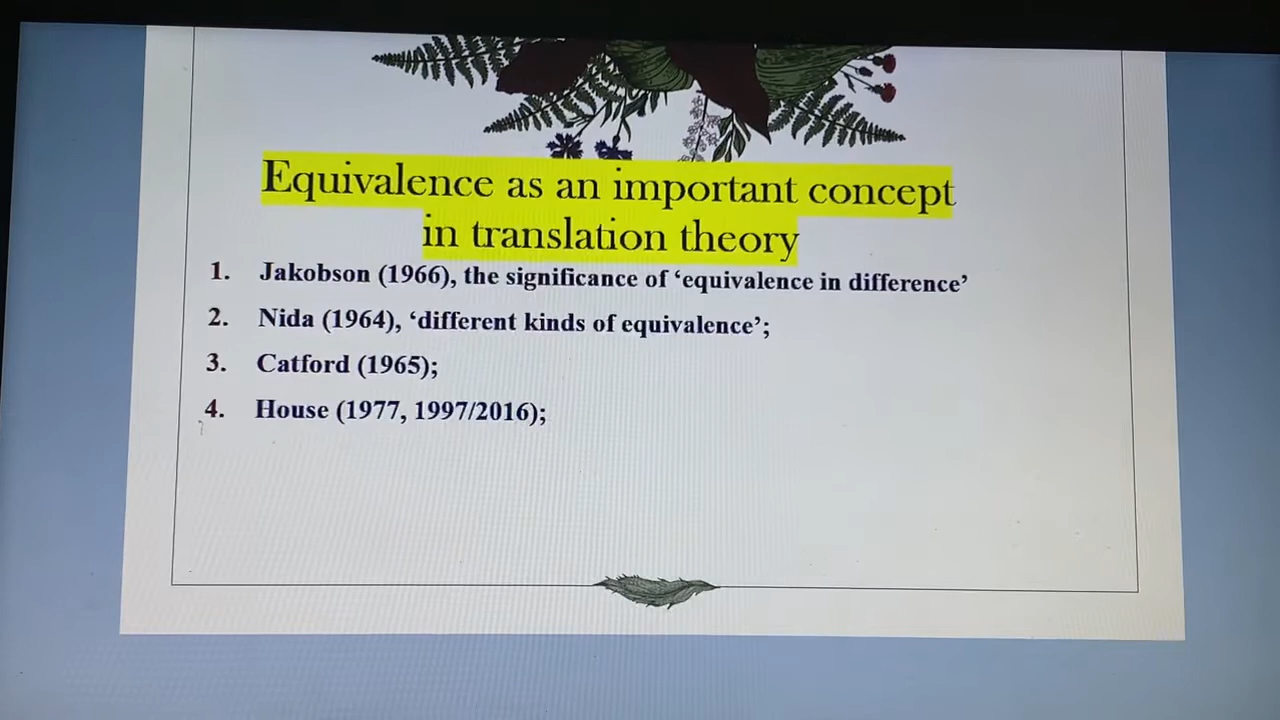 Equivalence as an important concept
in translation theory
1. Jakobson (1966), the significance of ‘equivalence in difference’
2. Nida (1964), ‘different kinds of equivalence’;
3. Catford (1965);
4. House (1977, 1997/2016);